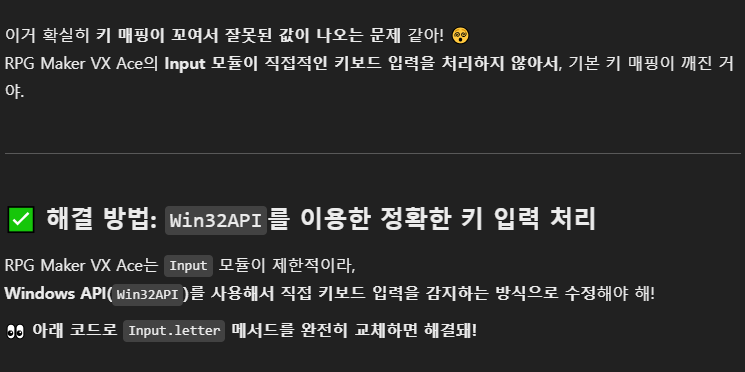 이거 확실히 키 매핑이 꼬여서 잘못된 값이 나오는 문제 같아! 😵
RPG Maker VX Ace의 Input 모듈이 직접적인 키보드 입력을 처리하지 않아서, 기본 키 매핑이 깨진 거
야.
✅ 해결 방법: Win32API를 이용한 정확한 키 입력 처리
RPG Maker VX Ace는 Input 모듈이 제한적이라,
Windows API(Win32API)를 사용해서 직접 키보드 입력을 감지하는 방식으로 수정해야 해!
👀 아래 코드로 Input.letter 메서드를 완전히 교체하면 해결돼!